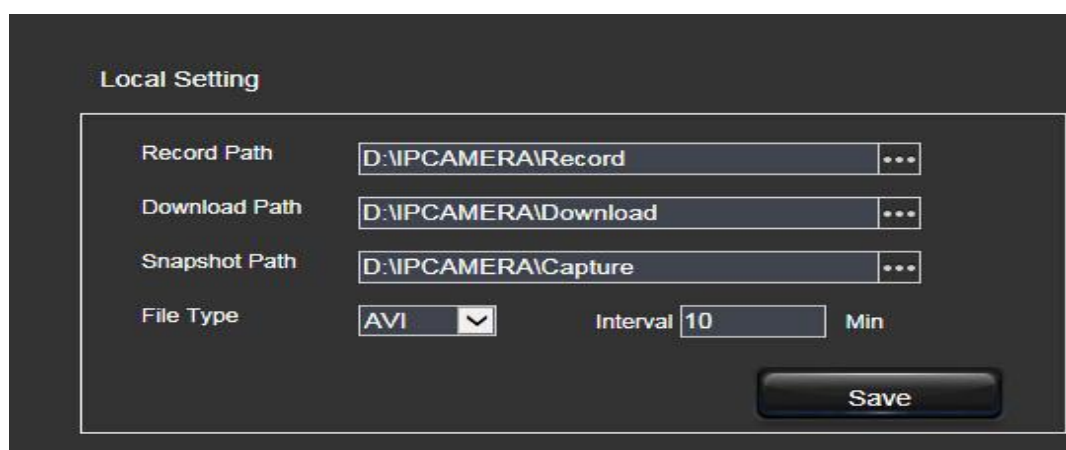 Local Setting
Record Path D:\IPCAMERA\Record •••
Download Path D:\IPCAMERA\Download •••
Snapshot Path D:\IPCAMERA\Capture •••
File Type AVI Interval 10 Min
Save